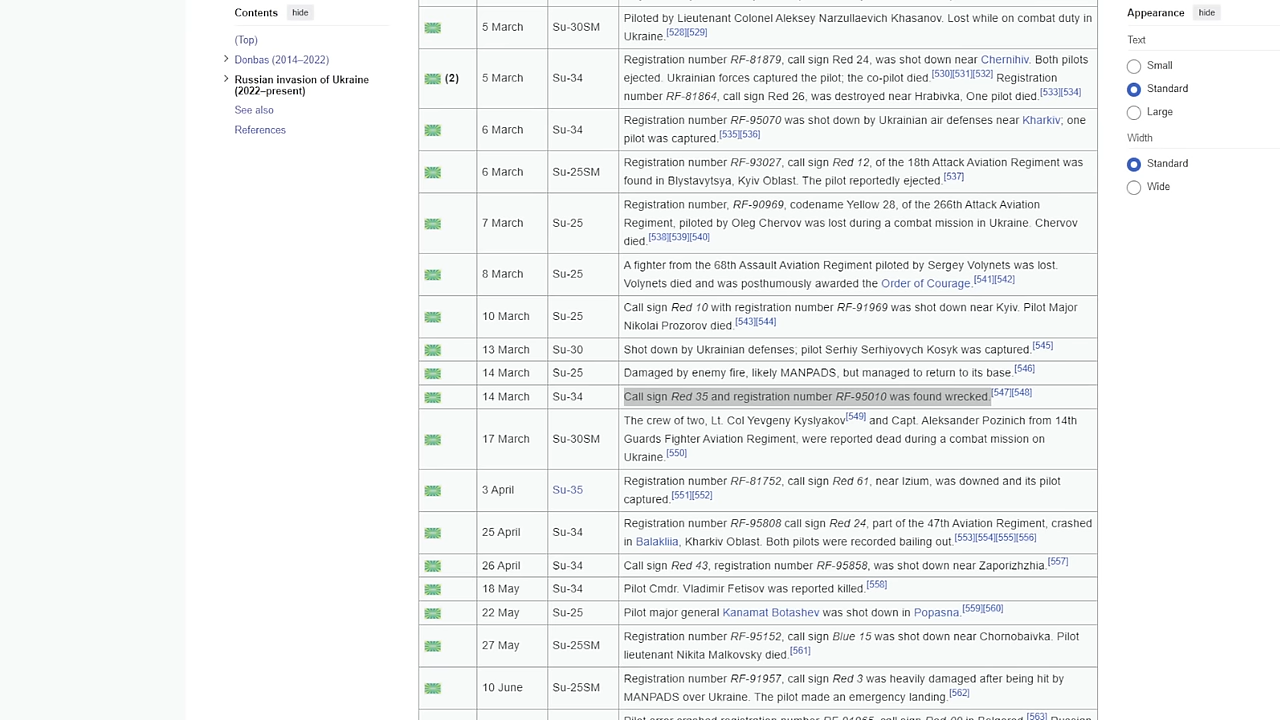 Contents hide
(Top)
Donbas (2014–2022)
Russian invasion of Ukraine
(2022–present)
See also
References
5 March Su-30SM Piloted by Lieutenant Colonel Aleksey Narzullaevich Khasanov. Lost while on combat duty in
Ukraine.[528][529]
(2) 5 March Su-34 Registration number RF-81879, call sign Red 24, was shot down near Chernihiv. Both pilots
ejected. Ukrainian forces captured the pilot; the co-pilot died.[530][531][532] Registration
number RF-81864, call sign Red 26, was destroyed near Hrabivka, One pilot died.[533][534]
6 March Su-34 Registration number RF-95070 was shot down by Ukrainian air defenses near Kharkiv; one
pilot was captured.[535][536]
6 March Su-25SM Registration number RF-93027, call sign Red 12, of the 18th Attack Aviation Regiment was
found in Blystavytsya, Kyiv Oblast. The pilot reportedly ejected.[537]
7 March Su-25 Registration number, RF-90969, codename Yellow 28, of the 266th Attack Aviation
Regiment, piloted by Oleg Chervov was lost during a combat mission in Ukraine. Chervov
died.[538][539][540]
8 March Su-25 A fighter from the 68th Assault Aviation Regiment piloted by Sergey Volynets was lost.
Volynets died and was posthumously awarded the Order of Courage.[541][542]
10 March Su-25 Call sign Red 10 with registration number RF-91969 was shot down near Kyiv. Pilot Major
Nikolai Prozorov died.[543][544]
13 March Su-30 Shot down by Ukrainian defenses; pilot Serhiy Serhiyovych Kosyk was captured.[545]
14 March Su-25 Damaged by enemy fire, likely MANPADS, but managed to return to its base.[546]
14 March Su-34 Call sign Red 35 and registration number RF-95010 was found wrecked.[547][548]
17 March Su-30SM The crew of two, Lt. Col Yevgeny Kyslyakov[549] and Capt. Aleksander Pozinich from 14th
Guards Fighter Aviation Regiment, were reported dead during a combat mission on
Ukraine.[550]
3 April Su-35 Registration number RF-81752, call sign Red 61, near Izium, was downed and its pilot
captured.[551][552]
25 April Su-34 Registration number RF-95808 call sign Red 24, part of the 47th Aviation Regiment, crashed
in Balakliia, Kharkiv Oblast. Both pilots were recorded bailing out.[553][554][555][556]
26 April Su-34 Call sign Red 43, registration number RF-95858, was shot down near Zaporizhzhia.[557]
18 May Su-34 Pilot Cmdr. Vladimir Fetisov was reported killed.[558]
22 May Su-25 Pilot major general Kanamat Botashev was shot down in Popasna.[559][560]
27 May Su-25SM Registration number RF-95152, call sign Blue 15 was shot down near Chornobaivka. Pilot
lieutenant Nikita Malkovsky died.[561]
10 June Su-25SM Registration number RF-91957, call sign Red 3 was heavily damaged after being hit by
MANPADS over Ukraine. The pilot made an emergency landing.[562]
Appearance hide
Text
Small
Standard
Large
Width
Standard
Wide